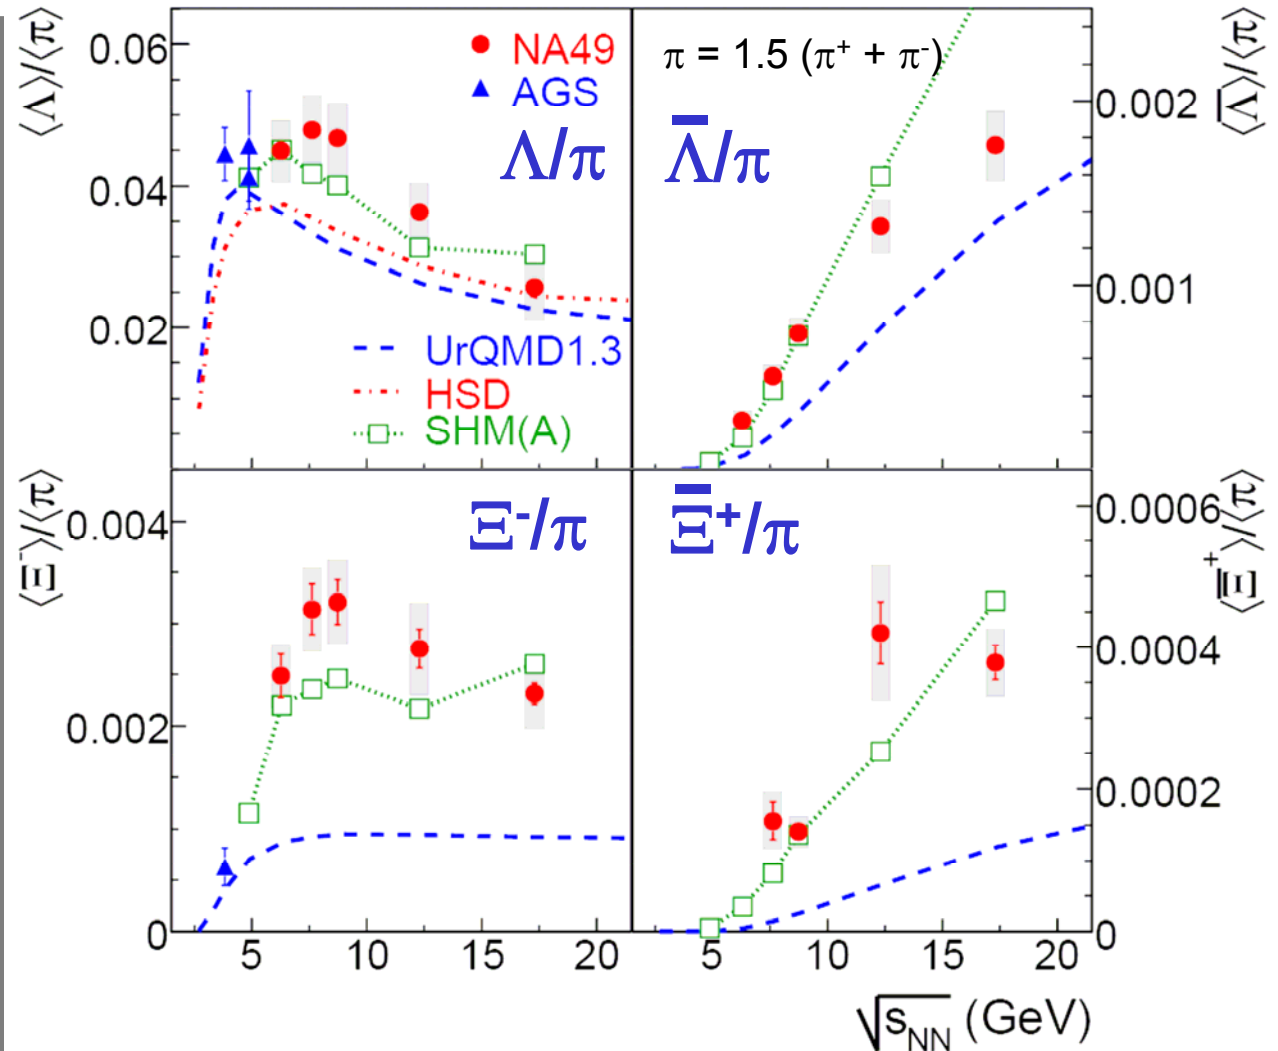 ⟨Λ⟩/⟨π⟩
0.06
0.04
0.02
NA49
AGS
Λ/π
UrQMD1.3
HSD
SHM(A)
π = 1.5 (π⁺ + π⁻)
Λ̅/π
⟨Λ̅⟩/⟨π⟩
0.002
0.001
⟨Ξ⁻⟩/⟨π⟩
0.004
0.002
0
Ξ⁻/π
Ξ̅⁺/π
⟨Ξ̅⁺⟩/⟨π⟩
0.0006
0.0004
0.0002
0
5 10 15 20
5 10 15 20
√sNN (GeV)